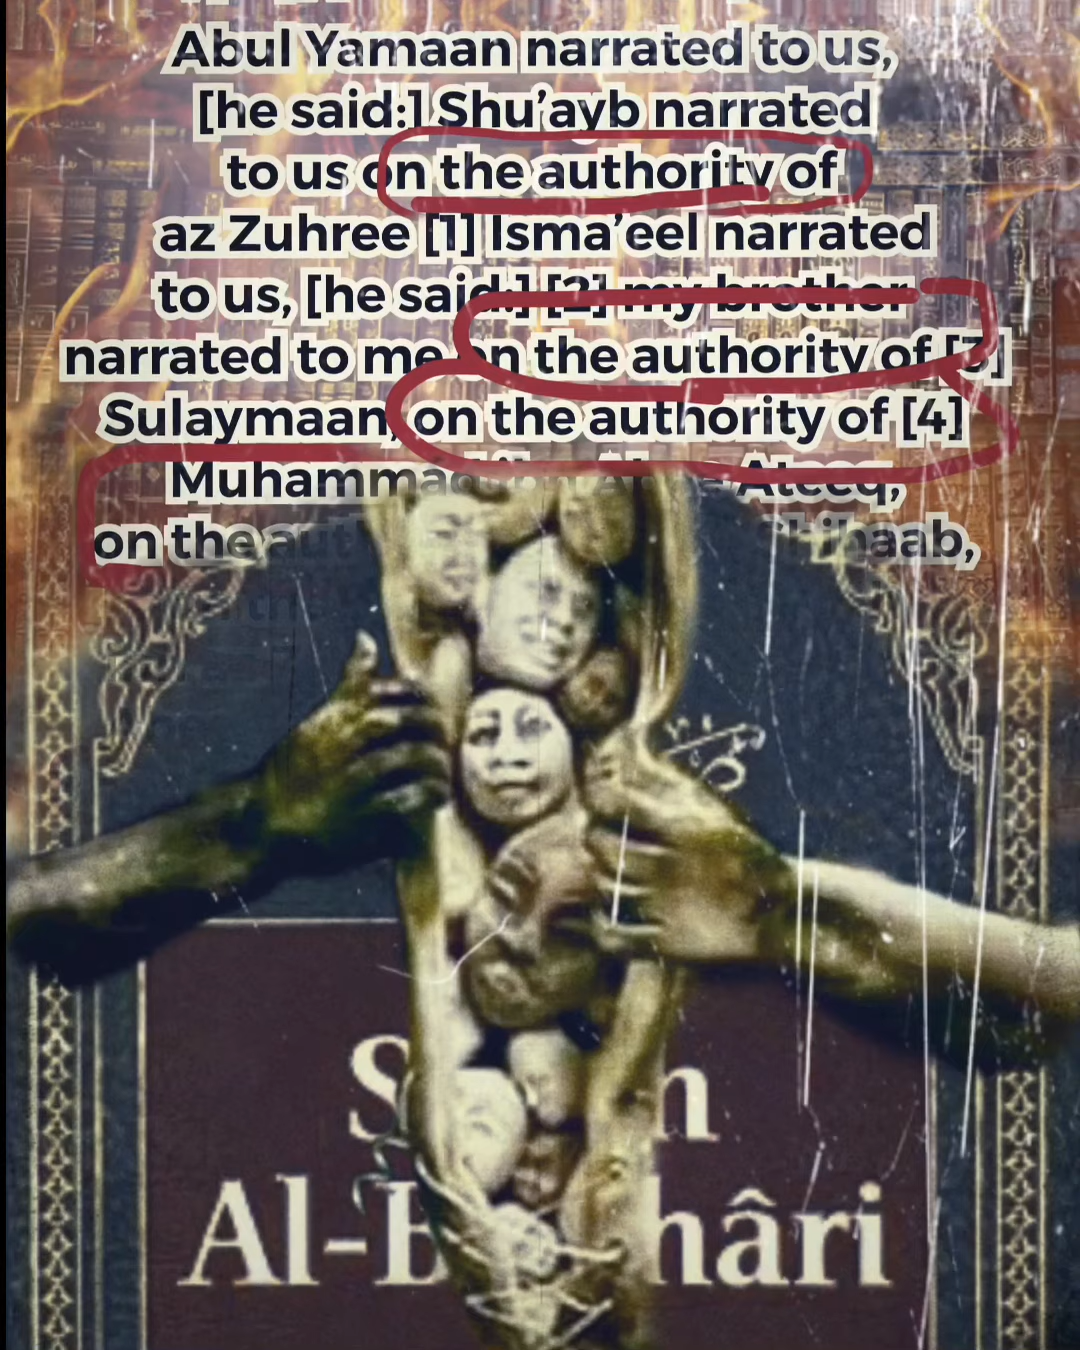 Abul Yamaan narrated to us,
[he said:] Shu’ayb narrated
to us on the authority of
az Zuhree [1] Isma’eel narrated
to us, [he said:] [2] my brother
narrated to me on the authority of [3]
Sulaymaan, on the authority of [4]
Ateeq,
on the
Al-